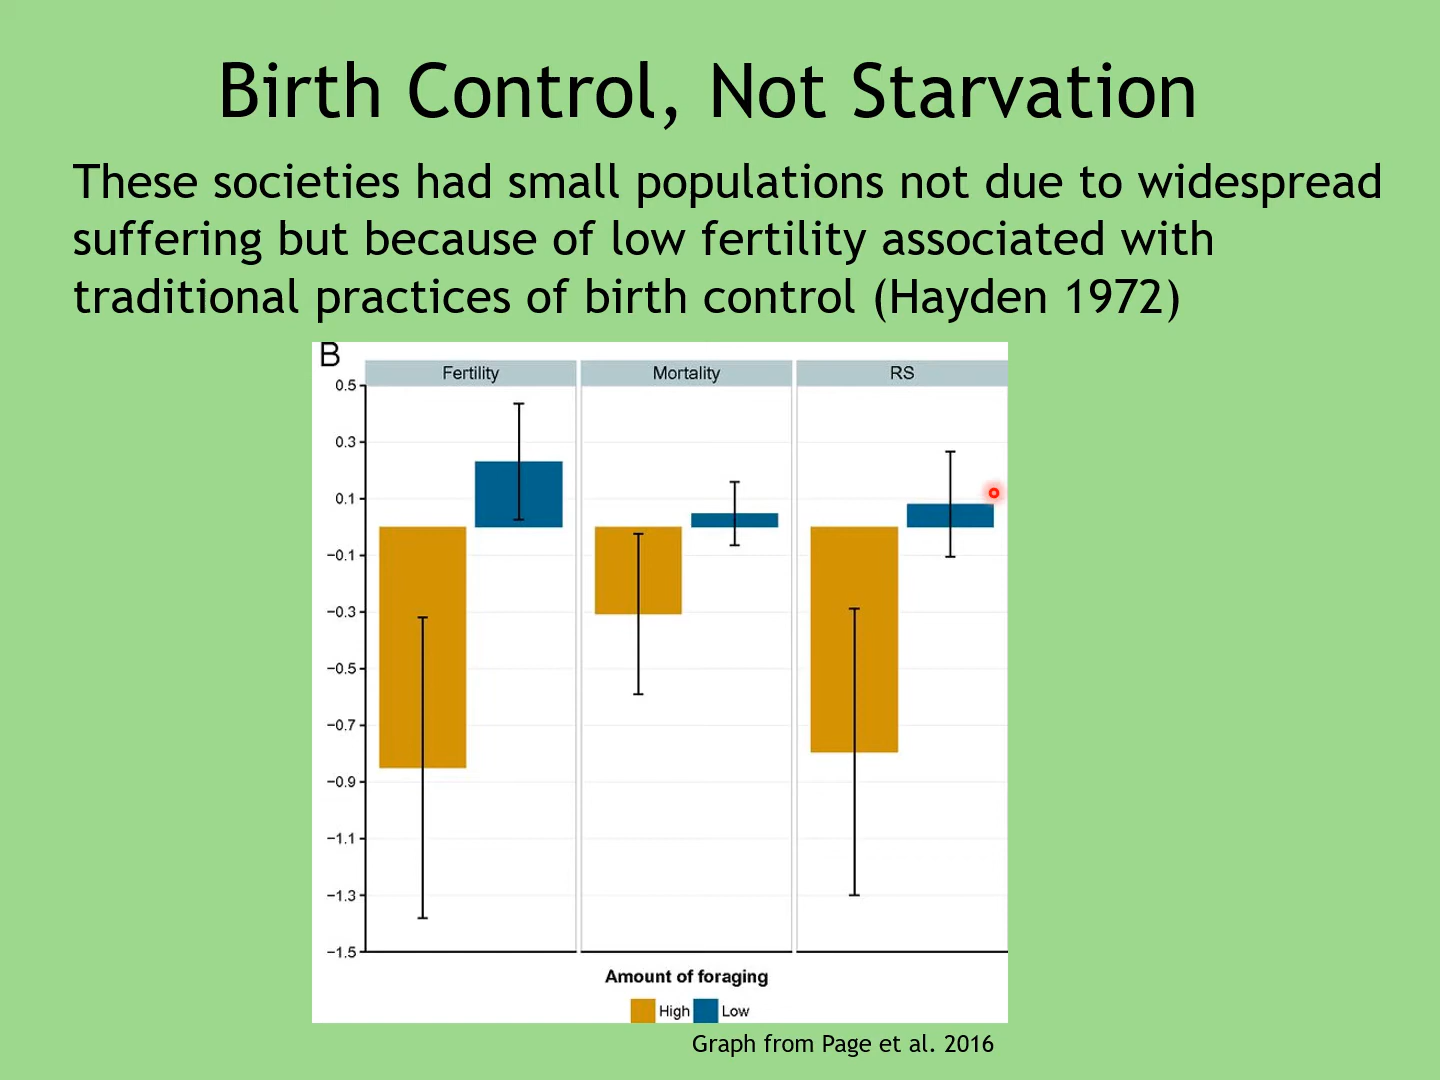 Birth Control, Not Starvation
These societies had small populations not due to widespread
suffering but because of low fertility associated with
traditional practices of birth control (Hayden 1972)
B
Fertility
Mortality
RS
0.5
0.3
0.1
−0.1
−0.3
−0.5
−0.7
−0.9
−1.1
−1.3
−1.5
Amount of foraging
High Low
Graph from Page et al. 2016